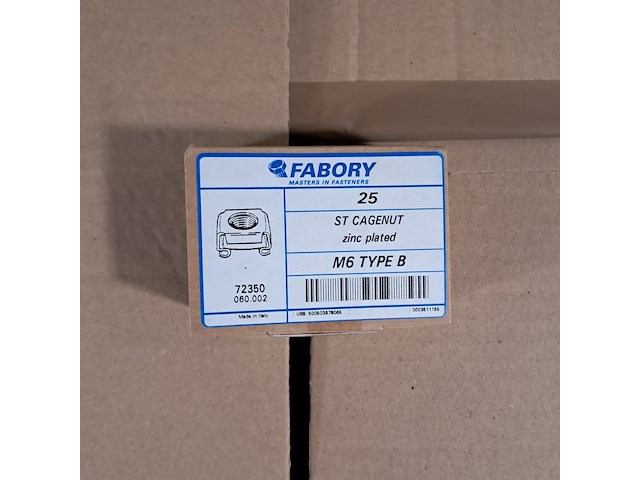 FABORY
MASTERS IN FASTENERS
25
ST CAGENUT
zinc plated
M6 TYPE B
72350
060.002
Made in Italy